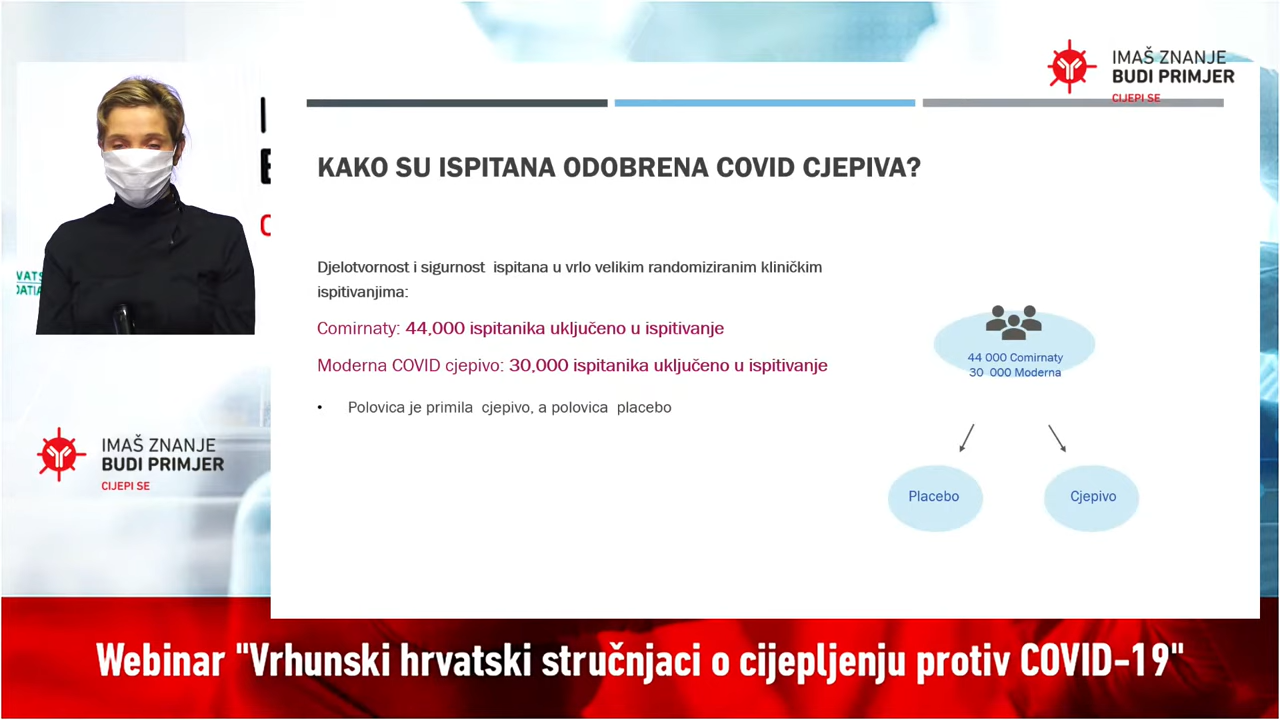 IMAŠ ZNANJE
BUDI PRIMJER
CIJEPI SE
KAKO SU ISPITANA ODOBRENA COVID CJEPIVA?
Djelotvornost i sigurnost ispitana u vrlo velikim randomiziranim kliničkim
ispitivanjima:
Comirnaty: 44,000 ispitanika uključeno u ispitivanje
Moderna COVID cjepivo: 30,000 ispitanika uključeno u ispitivanje
• Polovica je primila cjepivo, a polovica placebo
44 000 Comirnaty
30 000 Moderna
Placebo
Cjepivo
IMAŠ ZNANJE
BUDI PRIMJER
CIJEPI SE
Webinar "Vrhunski hrvatski stručnjaci o cijepljenju protiv COVID-19"